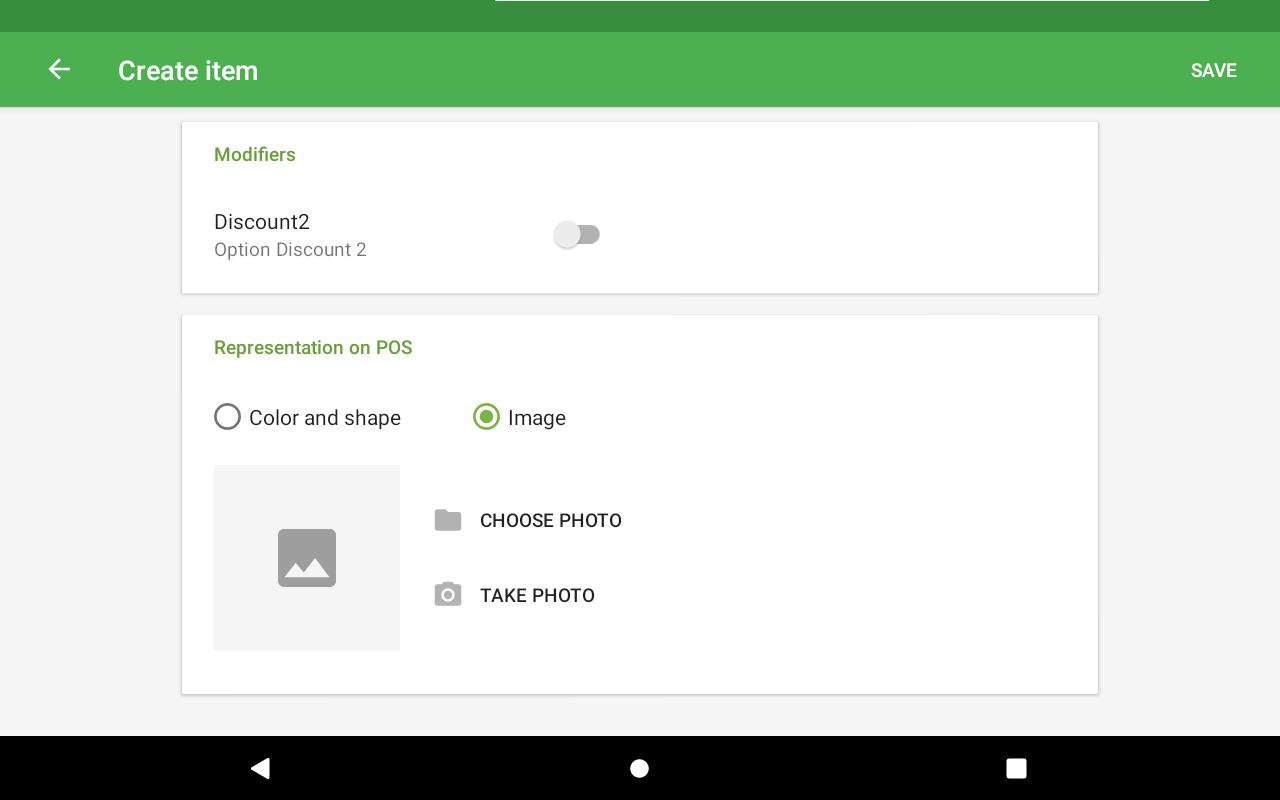 Create item
SAVE
Modifiers
Discount2
Option Discount 2
Representation on POS
Color and shape
Image
CHOOSE PHOTO
TAKE PHOTO